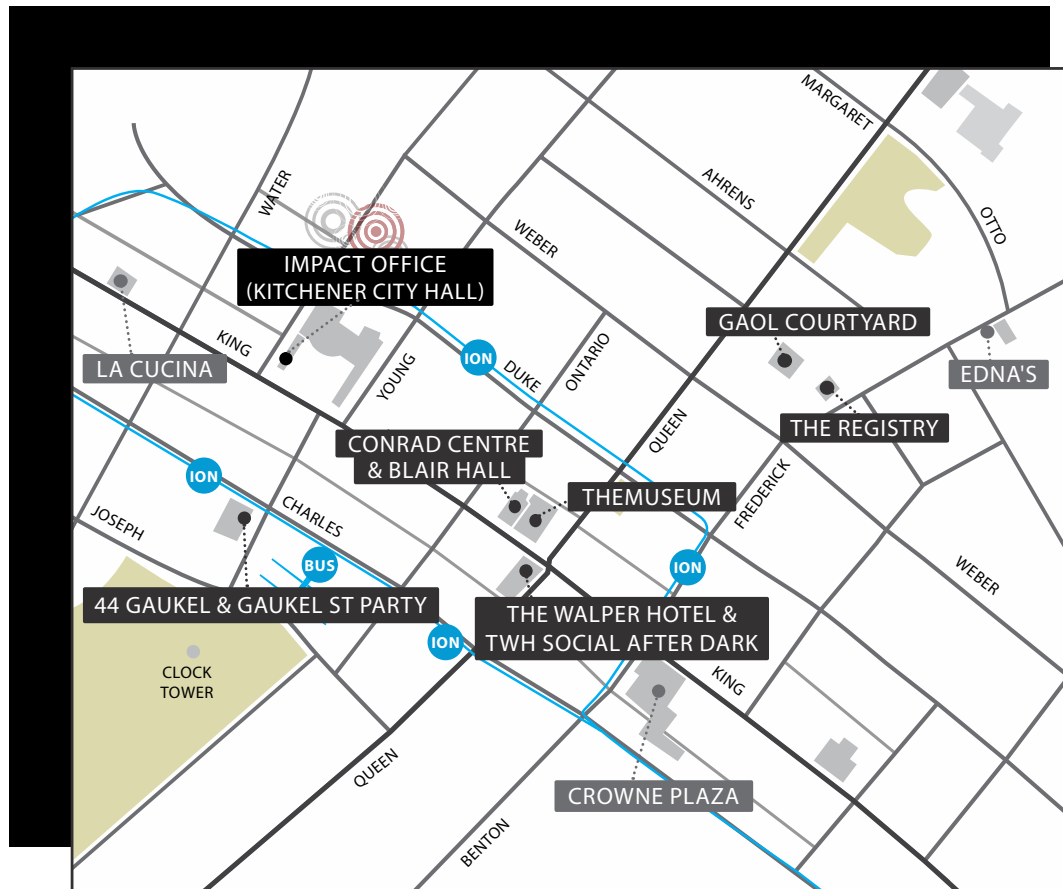 MARGARET
AHRENS
OTTO
WATER
WEBER
IMPACT OFFICE
(KITCHENER CITY HALL)
GAOL COURTYARD
KING
LA CUCINA
YOUNG
ION
DUKE
ONTARIO
QUEEN
EDNA'S
THE REGISTRY
CONRAD CENTRE
& BLAIR HALL
THEMUSEUM
FREDERICK
ION
CHARLES
JOSEPH
BUS
ION
WEBER
44 GAUKEL & GAUKEL ST PARTY
THE WALPER HOTEL &
TWH SOCIAL AFTER DARK
ION
CLOCK
TOWER
KING
QUEEN
CROWNE PLAZA
BENTON